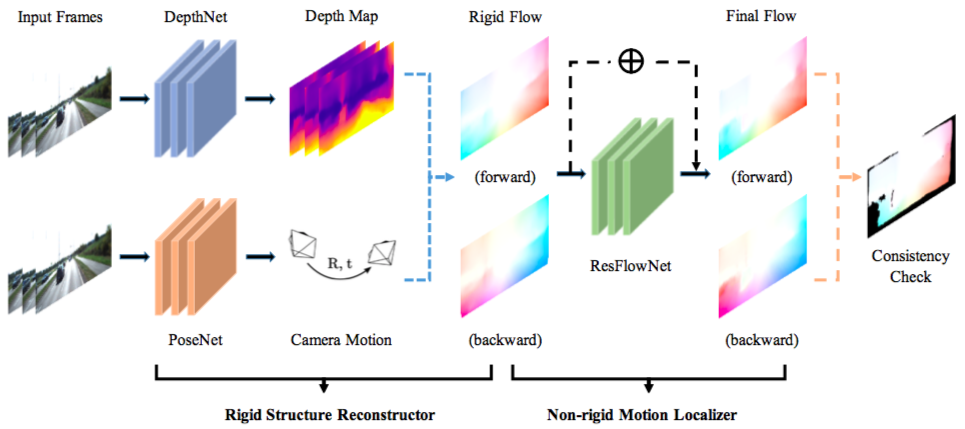 Input Frames
DepthNet
Depth Map
Rigid Flow
Final Flow
(forward)
(forward)
R, t
ResFlowNet
Consistency
Check
PoseNet
Camera Motion
(backward)
(backward)
Rigid Structure Reconstructor
Non-rigid Motion Localizer